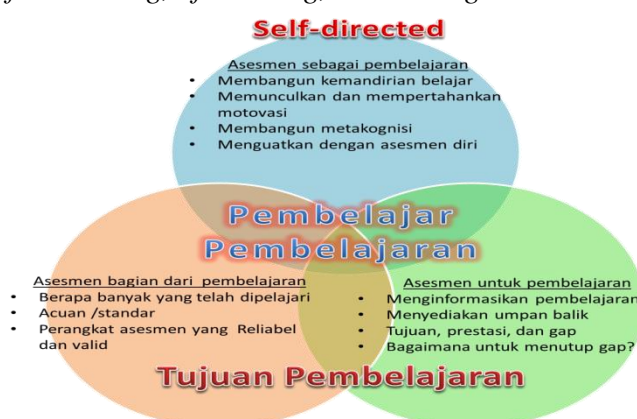 Self-directed
Asesmen sebagai pembelajaran
• Membangun kemandirian belajar
• Memunculkan dan mempertahankan
motovasi
• Membangun metakognisi
• Menguatkan dengan asesmen diri
Pembelajar
Pembelajaran
Asesmen bagian dari pembelajaran
• Berapa banyak yang telah dipelajari
• Acuan /standar
• Perangkat asesmen yang Reliabel
dan valid
Asesmen untuk pembelajaran
• Menginformasikan pembelajaran
• Menyediakan umpan balik
• Tujuan, prestasi, dan gap
• Bagaimana untuk menutup gap?
Tujuan Pembelajaran